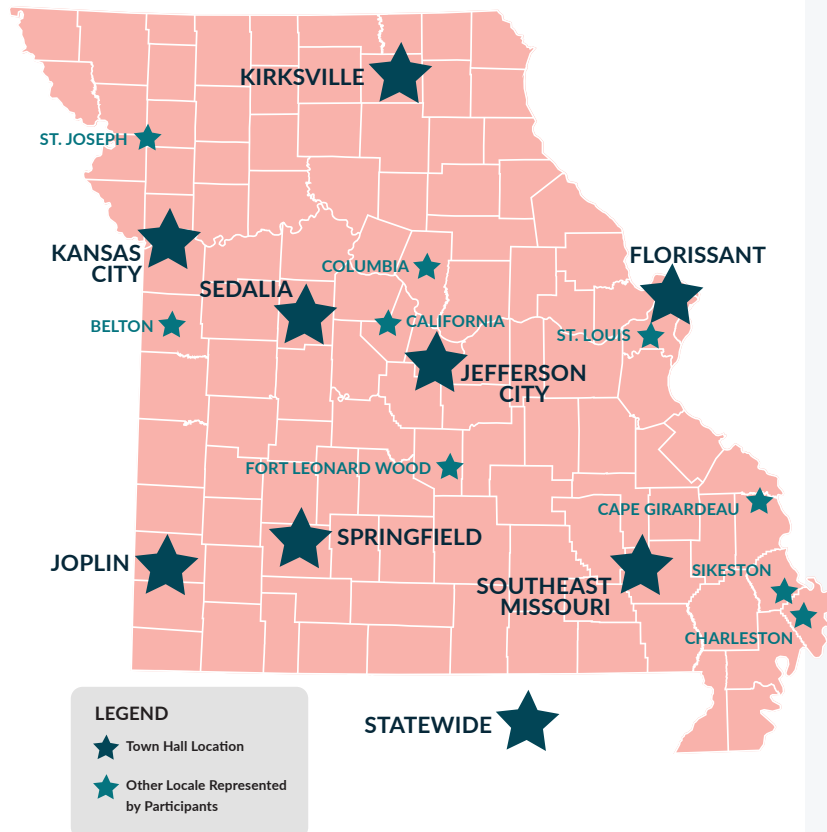 KIRKSVILLE
ST. JOSEPH
KANSAS
CITY
FLORISSANT
COLUMBIA
SEDALIA
BELTON
CALIFORNIA
ST. LOUIS
JEFFERSON
CITY
FORT LEONARD WOOD
CAPE GIRARDEAU
SPRINGFIELD
JOPLIN
SIKESTON
SOUTHEAST
MISSOURI
CHARLESTON
STATEWIDE
LEGEND
Town Hall Location
Other Locale Represented
by Participants